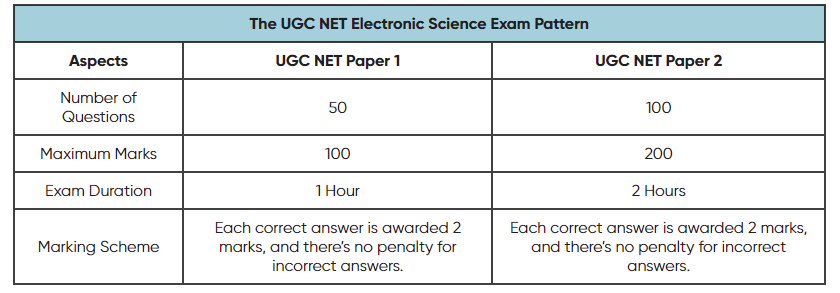 The UGC NET Electronic Science Exam Pattern
Aspects UGC NET Paper 1 UGC NET Paper 2
Number of
Questions 50 100
Maximum Marks 100 200
Exam Duration 1 Hour 2 Hours
Marking Scheme
Each correct answer is awarded 2
marks, and there's no penalty for
incorrect answers.
Each correct answer is awarded 2 marks,
and there's no penalty for incorrect
answers.